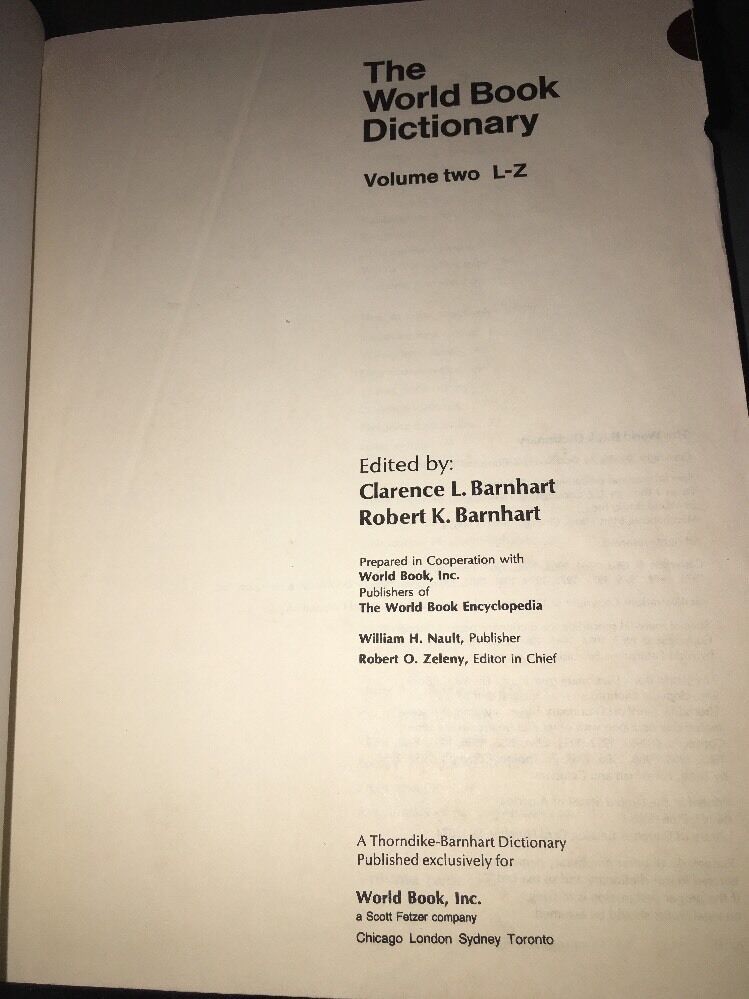 The
World Book
Dictionary
Volume two L-Z
Edited by:
Clarence L. Barnhart
Robert K. Barnhart
Prepared in Cooperation with
World Book, Inc.
Publishers of
The World Book Encyclopedia
William H. Nault, Publisher
Robert O. Zeleny, Editor in Chief
A Thorndike-Barnhart Dictionary
Published exclusively for
World Book, Inc.
a Scott Fetzer company
Chicago London Sydney Toronto